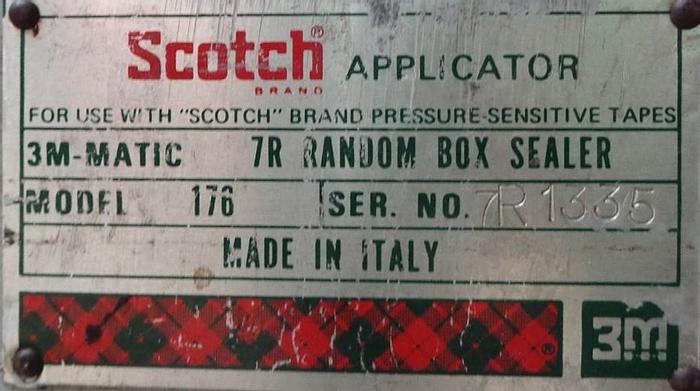 Scotch® APPLICATOR
BRAND
FOR USE WITH "SCOTCH" BRAND PRESSURE-SENSITIVE TAPES
3M-MATIC 7R RANDOM BOX SEALER
MODEL 176 SER. NO. 7R1335
MADE IN ITALY
® 3M